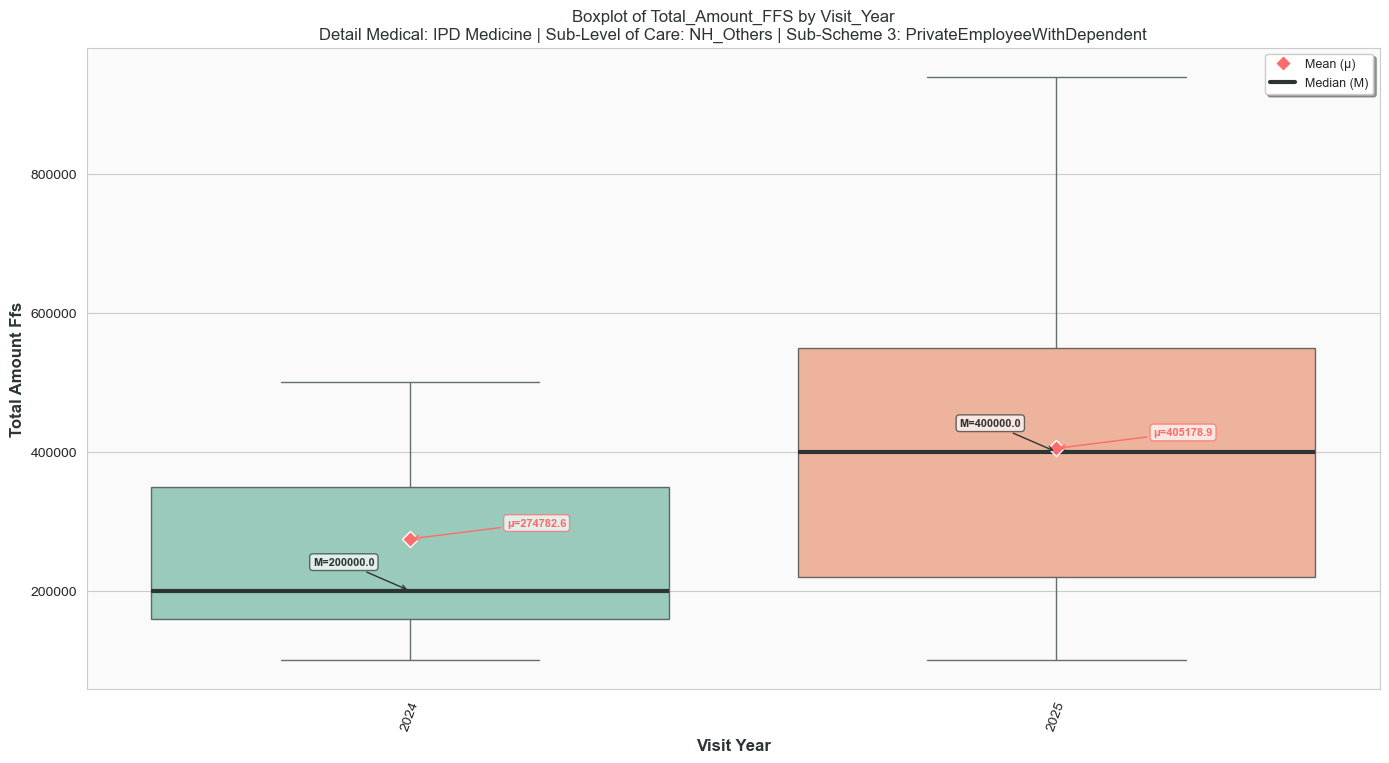 Boxplot of Total_Amount_FFS by Visit_Year
Detail Medical: IPD Medicine | Sub-Level of Care: NH_Others | Sub-Scheme 3: PrivateEmployeeWithDependent
Mean (μ)
Median (M)
Total Amount Ffs
800000
600000
400000
200000
M=400000.0
μ=405178.9
μ=274782.6
M=200000.0
2024
2025
Visit Year